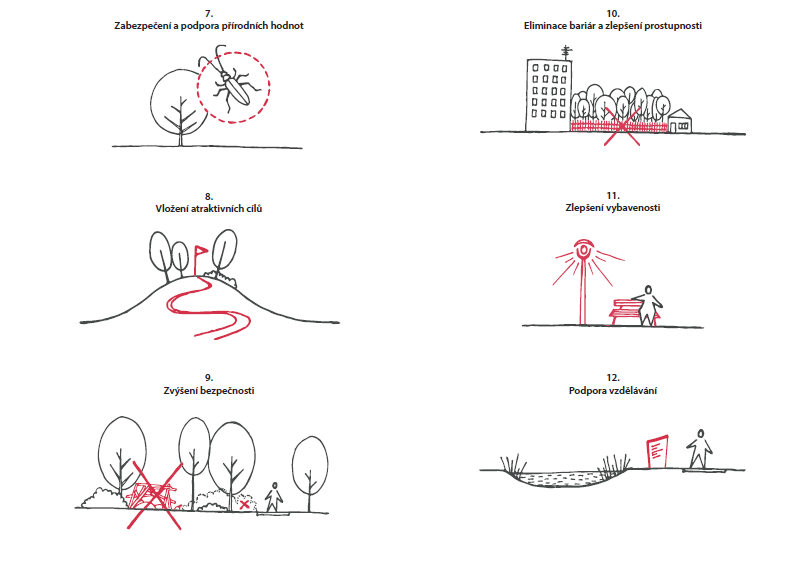 7.
Zabezpečení a podpora přírodních hodnot
8.
Vložení atraktivních cílů
9.
Zvýšení bezpečnosti
10.
Eliminace bariár a zlepšení prostupnosti
11.
Zlepšení vybavenosti
12.
Podpora vzdělávání